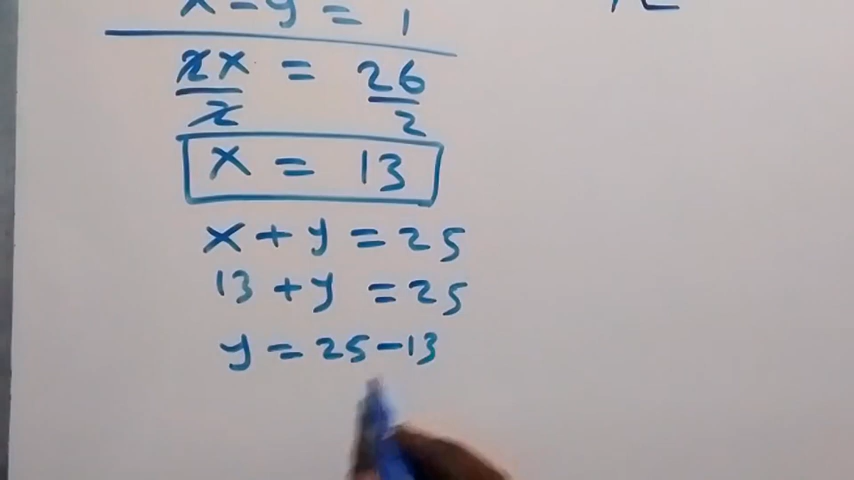 x - y = 1
2x = 26
2 2
x = 13
x + y = 25
13 + y = 25
y = 25 - 13